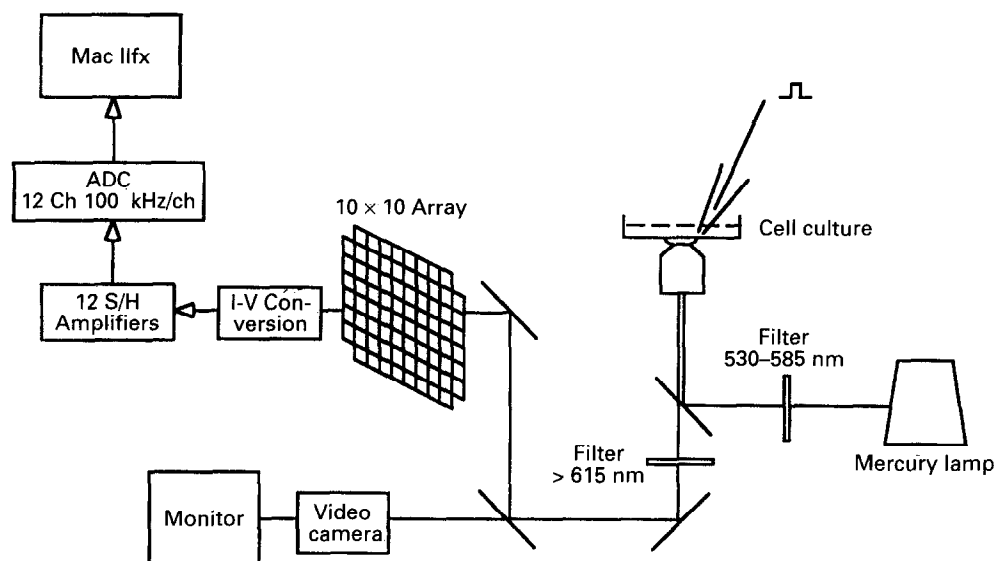 Mac IIfx
ADC
12 Ch 100 kHz/ch
10 × 10 Array
Cell culture
12 S/H
Amplifiers
I-V Con-
version
Filter
530–585 nm
Mercury lamp
Filter
> 615 nm
Monitor
Video
camera